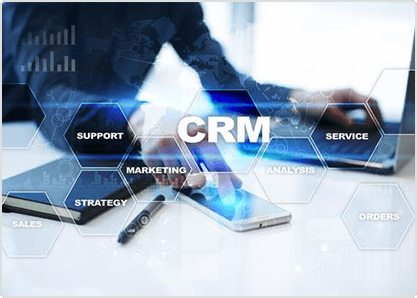 CRM
SUPPORT
SERVICE
MARKETING
ANALYSIS
STRATEGY
ORDERS
SALES